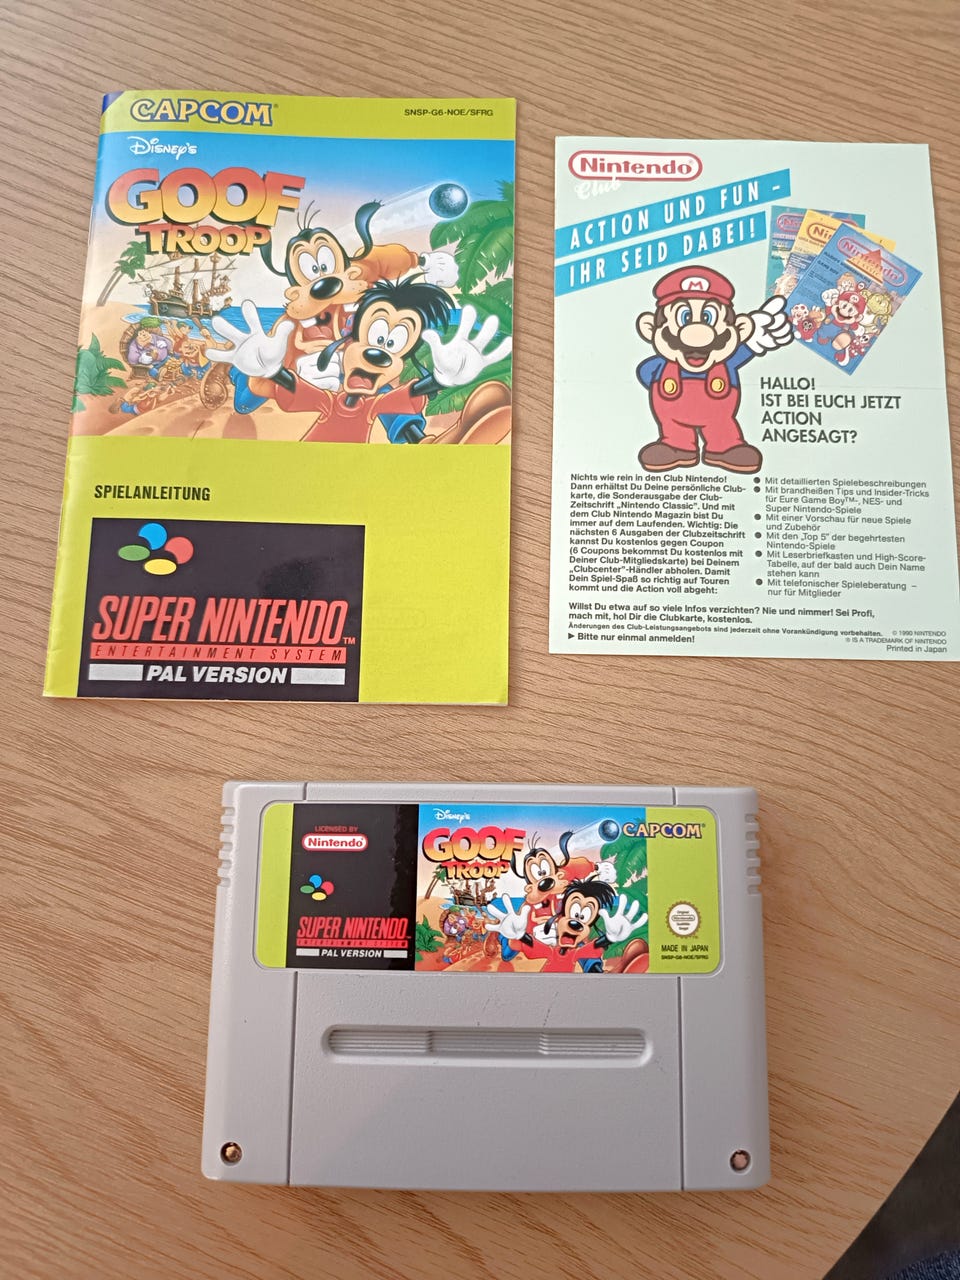 CAPCOM®
SNSP-G6-NOE/SFRG
Disney's
GOOF
TROOP
SPIELANLEITUNG
SUPER NINTENDO™
ENTERTAINMENT SYSTEM
PAL VERSION
Nintendo®
Club
ACTION UND FUN –
IHR SEID DABEI!
HALLO!
IST BEI EUCH JETZT
ACTION
ANGESAGT?
Nichts wie rein in den Club Nintendo!
Dann erhältst Du Deine persönliche Club-
karte, die Sonderausgabe der Club-
Zeitschrift „Nintendo Classic". Und mit
dem Club Nintendo Magazin bist Du
immer auf dem Laufenden. Wichtig: Die
nächsten 6 Ausgaben der Clubzeitschrift
kannst Du kostenlos gegen Coupon
(6 Coupons bekommst Du kostenlos mit
Deiner Club-Mitgliedskarte) bei Deinem
„Clubcenter"-Händler abholen. Damit
Dein Spiel-Spaß so richtig auf Touren
kommt und die Action voll abgeht:
● Mit detaillierten Spielebeschreibungen
● Mit brandheißen Tips und Insider-Tricks
für Eure Game Boy™-, NES- und
Super Nintendo-Spiele
● Mit einer Vorschau für neue Spiele
und Zubehör
● Mit den „Top 5" der begehrtesten
Nintendo-Spiele
● Mit Leserbriefkasten und High-Score-
Tabelle, auf der bald auch Dein Name
stehen kann
● Mit telefonischer Spieleberatung –
nur für Mitglieder
Willst Du etwa auf so viele Infos verzichten? Nie und nimmer! Sei Profi,
mach mit, hol Dir die Clubkarte, kostenlos.
Änderungen des Club-Leistungsangebots sind jederzeit ohne Vorankündigung vorbehalten.
► Bitte nur einmal anmelden!
© 1990 NINTENDO
® IS A TRADEMARK OF NINTENDO
Printed in Japan
LICENSED BY
Nintendo®
SUPER NINTENDO
ENTERTAINMENT SYSTEM
PAL VERSION
Disney's
GOOF
TROOP
CAPCOM®
Original
Nintendo
Seal
MADE IN JAPAN
SNSP-G6-NOE/SFRG